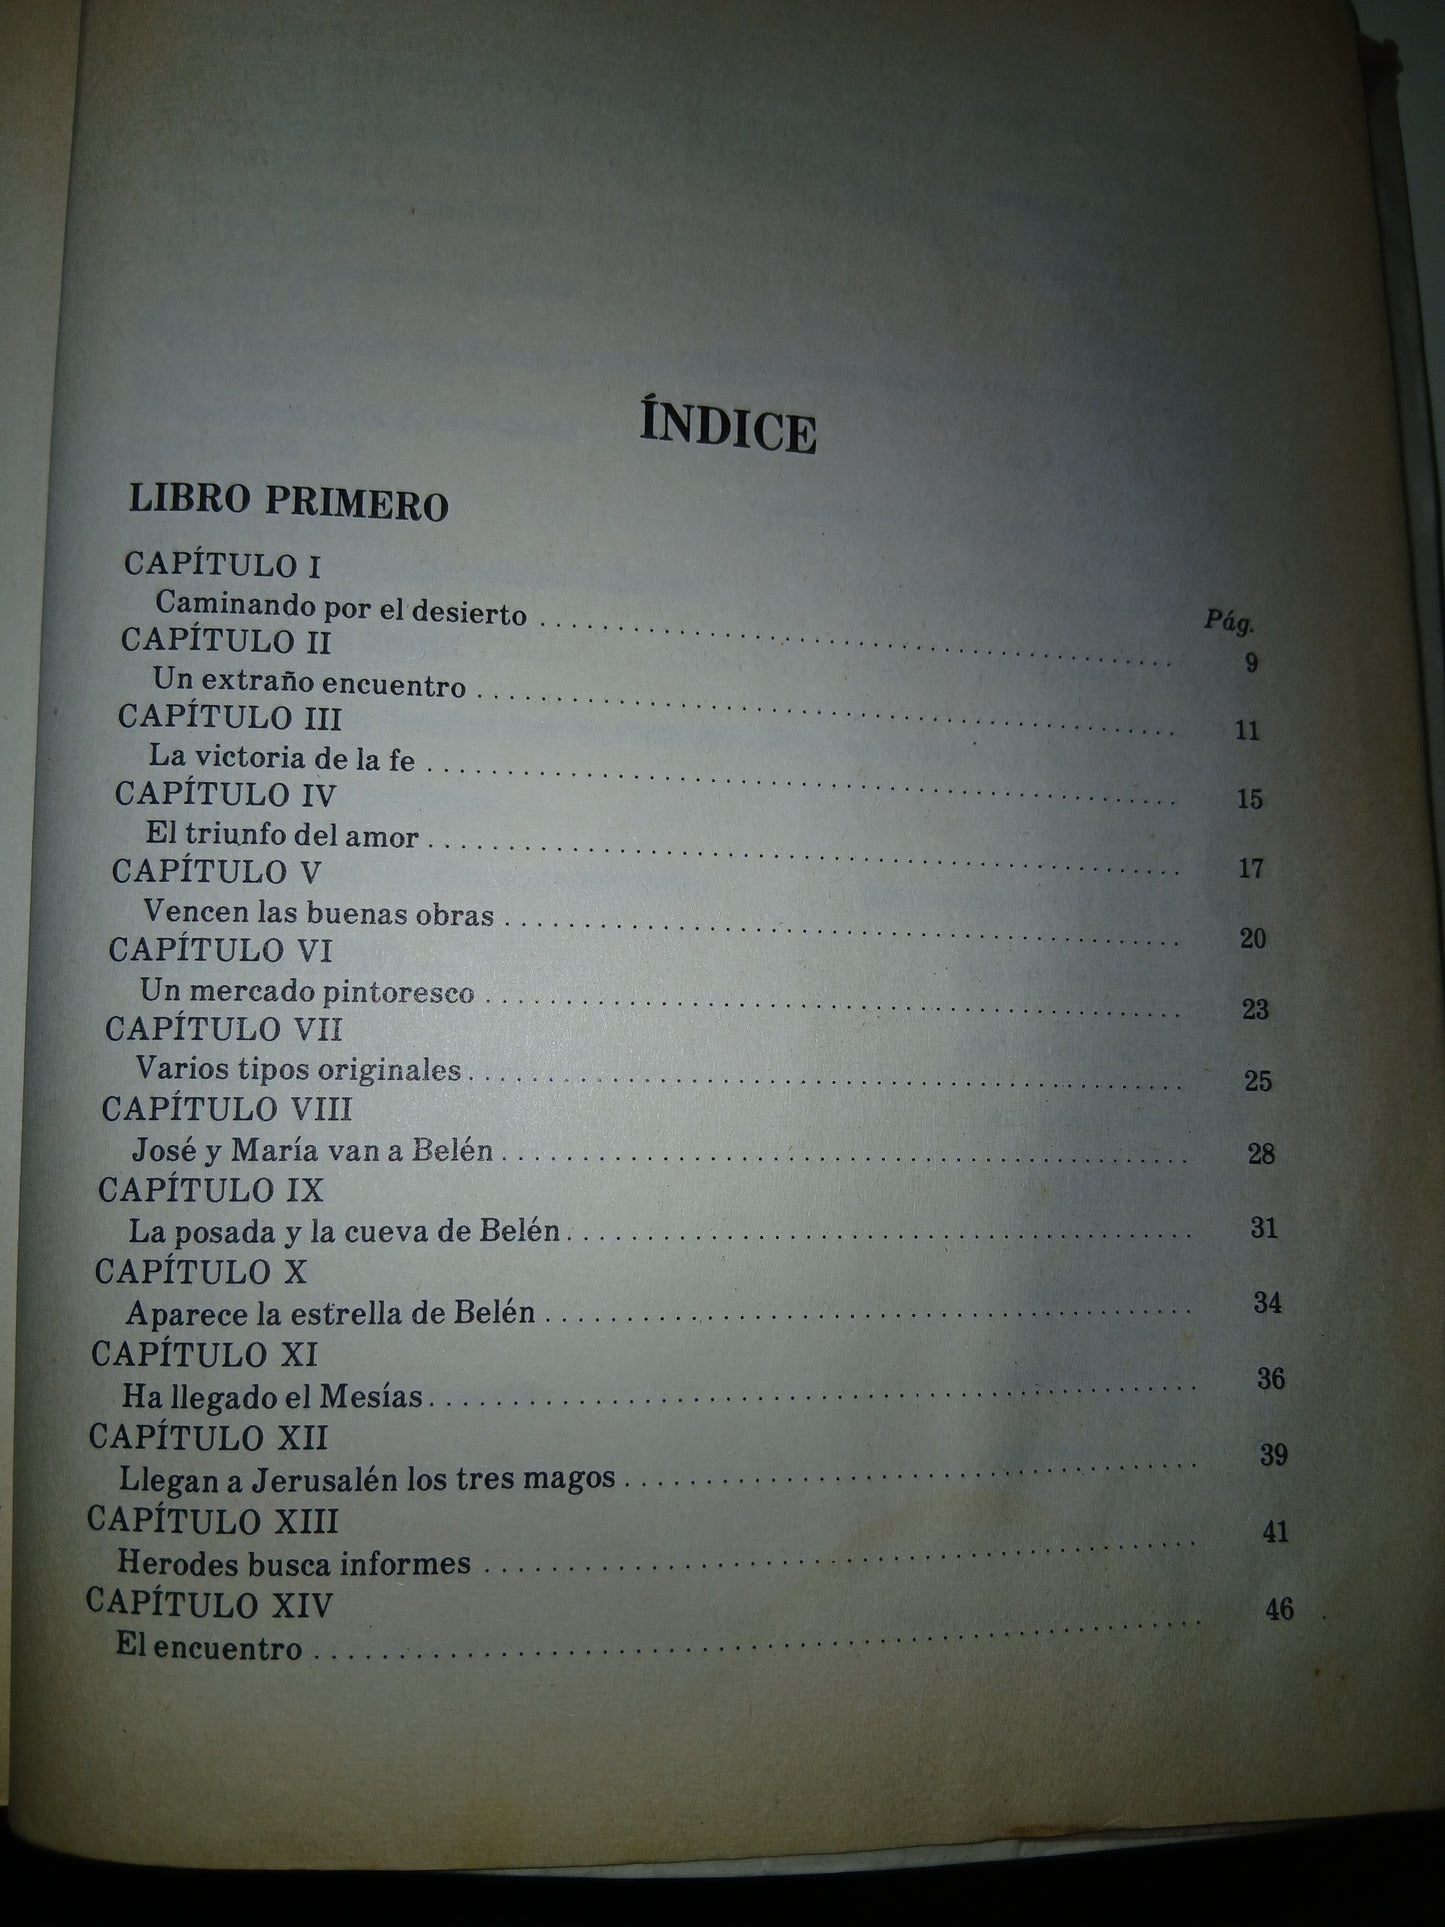 ÍNDICE
LIBRO PRIMERO
Pág.
CAPÍTULO I
Caminando por el desierto . . . . . . . . . . . . . . . . . . . . 9
CAPÍTULO II
Un extraño encuentro . . . . . . . . . . . . . . . . . . . . 11
CAPÍTULO III
La victoria de la fe . . . . . . . . . . . . . . . . . . . . 15
CAPÍTULO IV
El triunfo del amor . . . . . . . . . . . . . . . . . . . . 17
CAPÍTULO V
Vencen las buenas obras . . . . . . . . . . . . . . . . . . . . 20
CAPÍTULO VI
Un mercado pintoresco . . . . . . . . . . . . . . . . . . . . 23
CAPÍTULO VII
Varios tipos originales . . . . . . . . . . . . . . . . . . . . 25
CAPÍTULO VIII
José y María van a Belén . . . . . . . . . . . . . . . . . . . . 28
CAPÍTULO IX
La posada y la cueva de Belén . . . . . . . . . . . . . . . . . . . . 31
CAPÍTULO X
Aparece la estrella de Belén . . . . . . . . . . . . . . . . . . . . 34
CAPÍTULO XI
Ha llegado el Mesías . . . . . . . . . . . . . . . . . . . . 36
CAPÍTULO XII
Llegan a Jerusalén los tres magos . . . . . . . . . . . . . . . . . . . . 39
CAPÍTULO XIII
Herodes busca informes . . . . . . . . . . . . . . . . . . . . 41
CAPÍTULO XIV
El encuentro . . . . . . . . . . . . . . . . . . . . 46